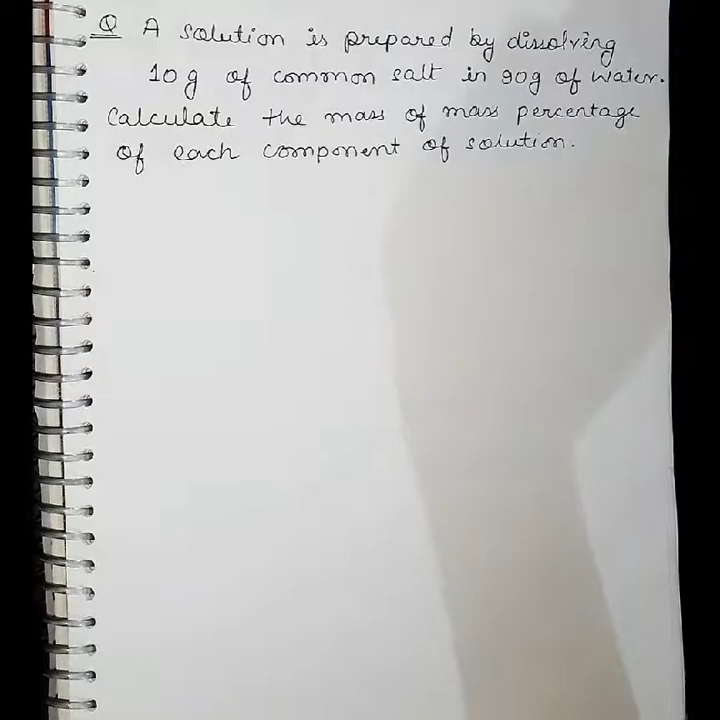 Q A solution is prepared by dissolving
10 g of common salt in 90g of water.
Calculate the mass of mass percentage
of each component of solution.